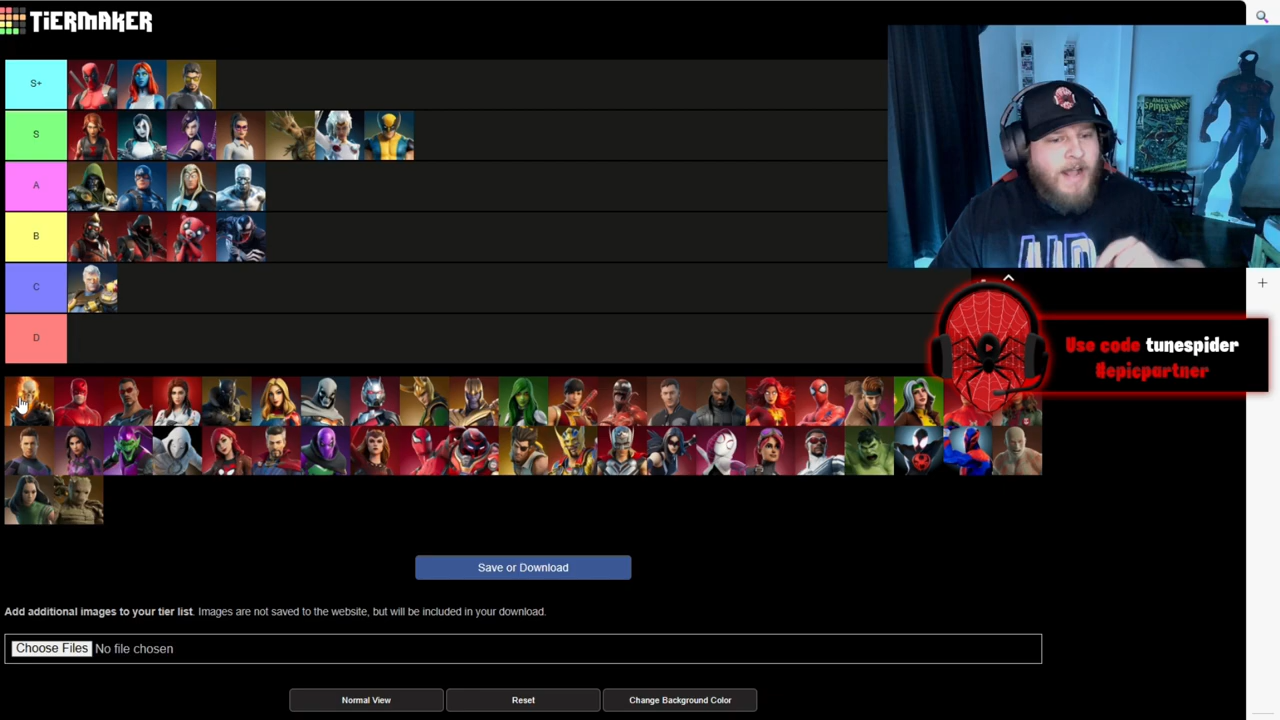 TiERMAKER
S+
S
A
B
C
D
Use code tunespider
#epicpartner
Save or Download
Add additional images to your tier list. Images are not saved to the website, but will be included in your download.
Choose Files No file chosen
Normal View
Reset
Change Background Color